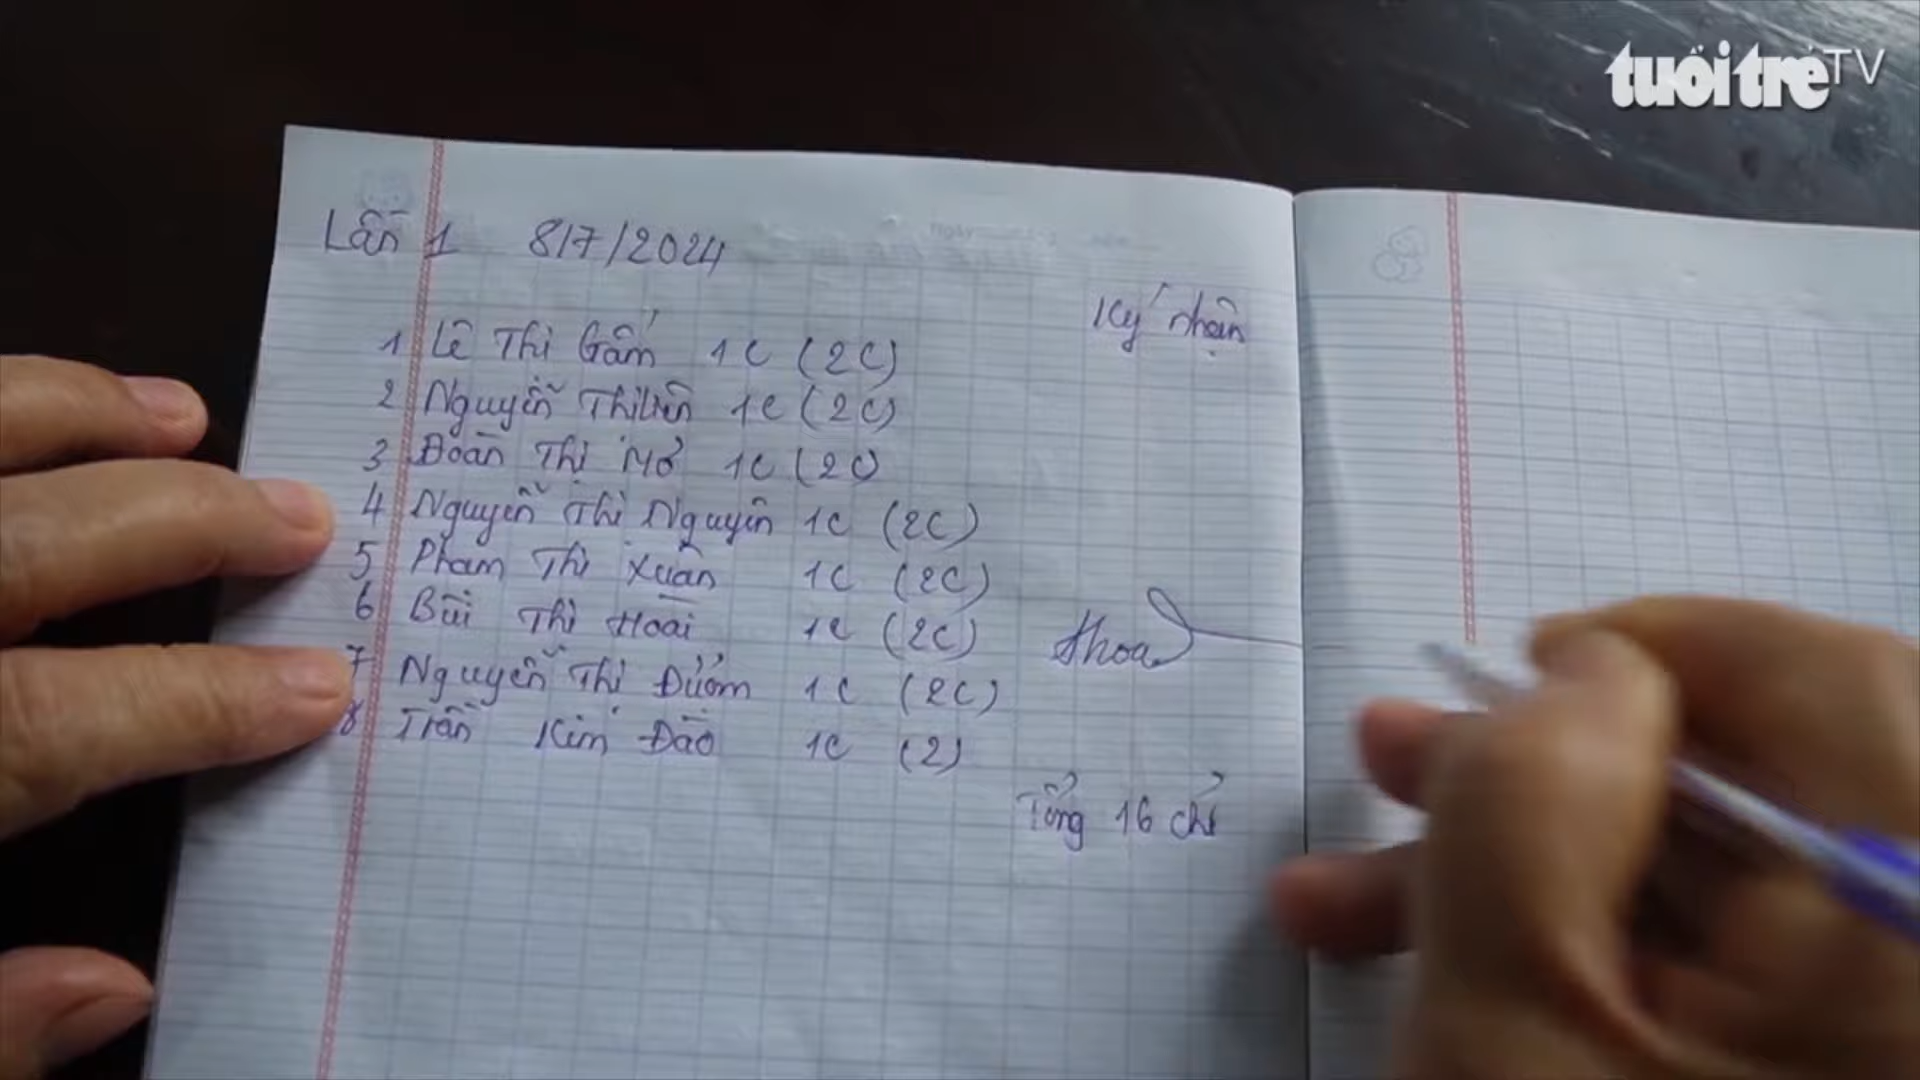 tuổi trẻ TV
Lần 1 8/7/2024
Ký nhận
1 Lê Thị Gấm 1C (2C)
2 Nguyễn Thị Liên 1C (2C)
3 Đoàn Thị Mơ 1C (2C)
4 Nguyễn Thị Nguyên 1C (2C)
5 Phạm Thị Xuân 1C (2C)
6 Bùi Thị Hoài 1C (2C)
thoa
7 Nguyễn Thị Đượm 1C (2C)
8 Trần Kim Đào 1C (2)
Tổng 16 chỉ